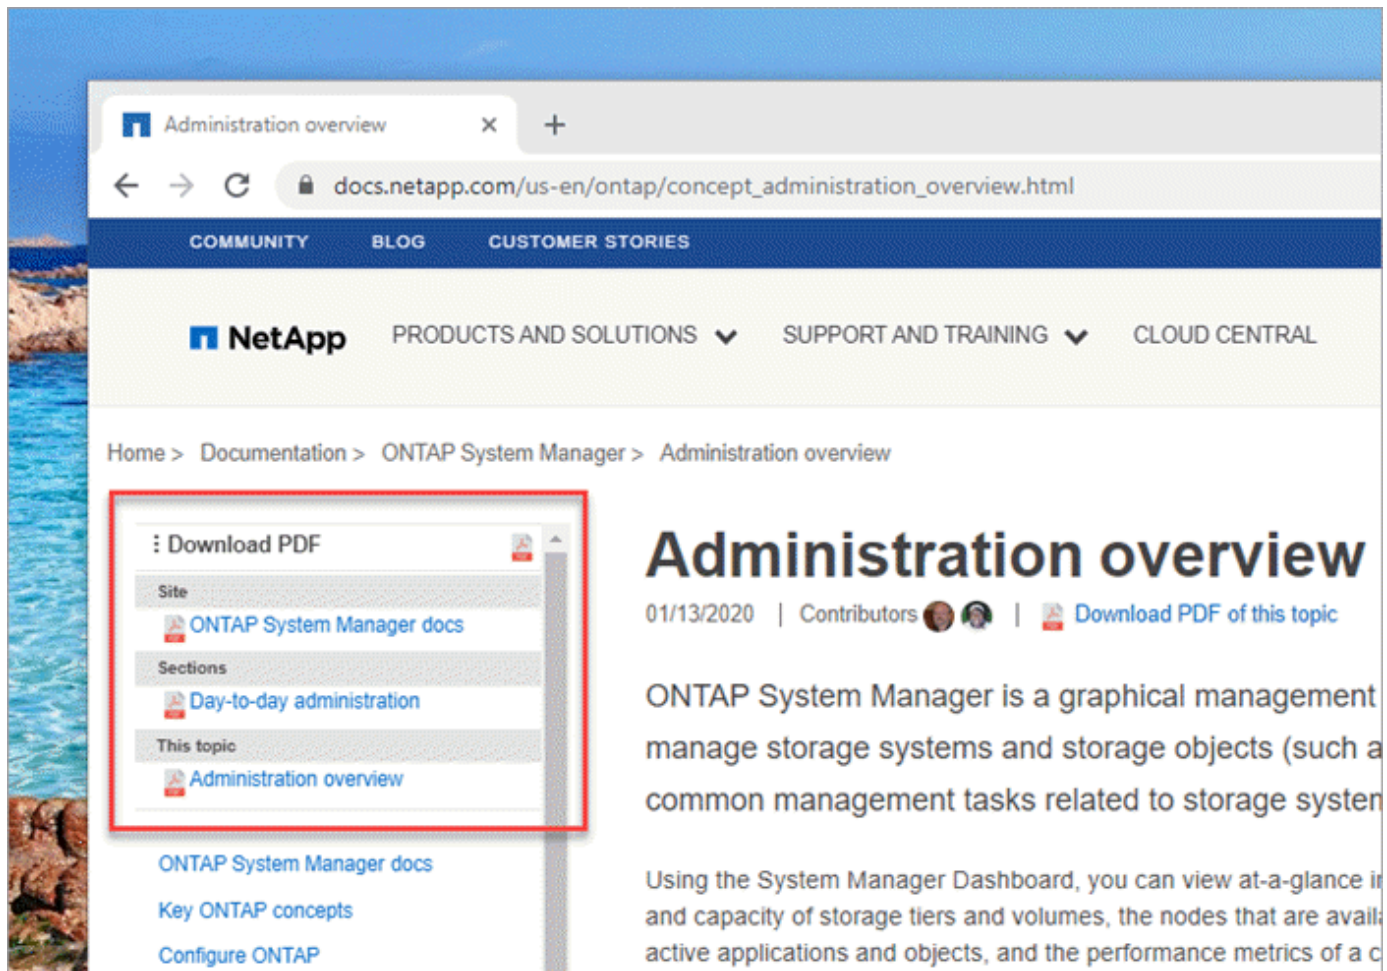 Administration overview
docs.netapp.com/us-en/ontap/concept_administration_overview.html
COMMUNITY BLOG CUSTOMER STORIES
NetApp PRODUCTS AND SOLUTIONS SUPPORT AND TRAINING CLOUD CENTRAL
Home > Documentation > ONTAP System Manager > Administration overview
Download PDF
Site
ONTAP System Manager docs
Sections
Day-to-day administration
This topic
Administration overview
ONTAP System Manager docs
Key ONTAP concepts
Configure ONTAP
Administration overview
01/13/2020 | Contributors | Download PDF of this topic
ONTAP System Manager is a graphical management
manage storage systems and storage objects (such a
common management tasks related to storage system
Using the System Manager Dashboard, you can view at-a-glance in
and capacity of storage tiers and volumes, the nodes that are availa
active applications and objects, and the performance metrics of a c